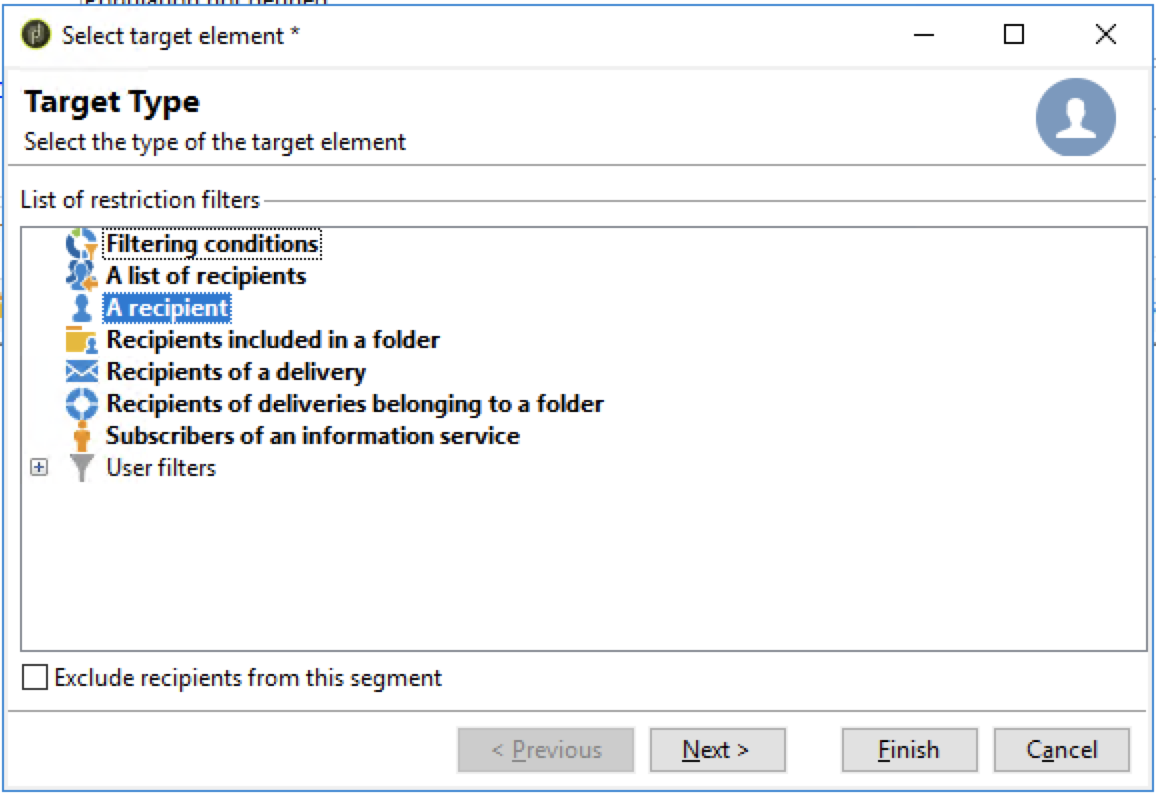 Select target element *
Target Type
Select the type of the target element
List of restriction filters
Filtering conditions
A list of recipients
A recipient
Recipients included in a folder
Recipients of a delivery
Recipients of deliveries belonging to a folder
Subscribers of an information service
User filters
Exclude recipients from this segment
< Previous
Next >
Finish
Cancel